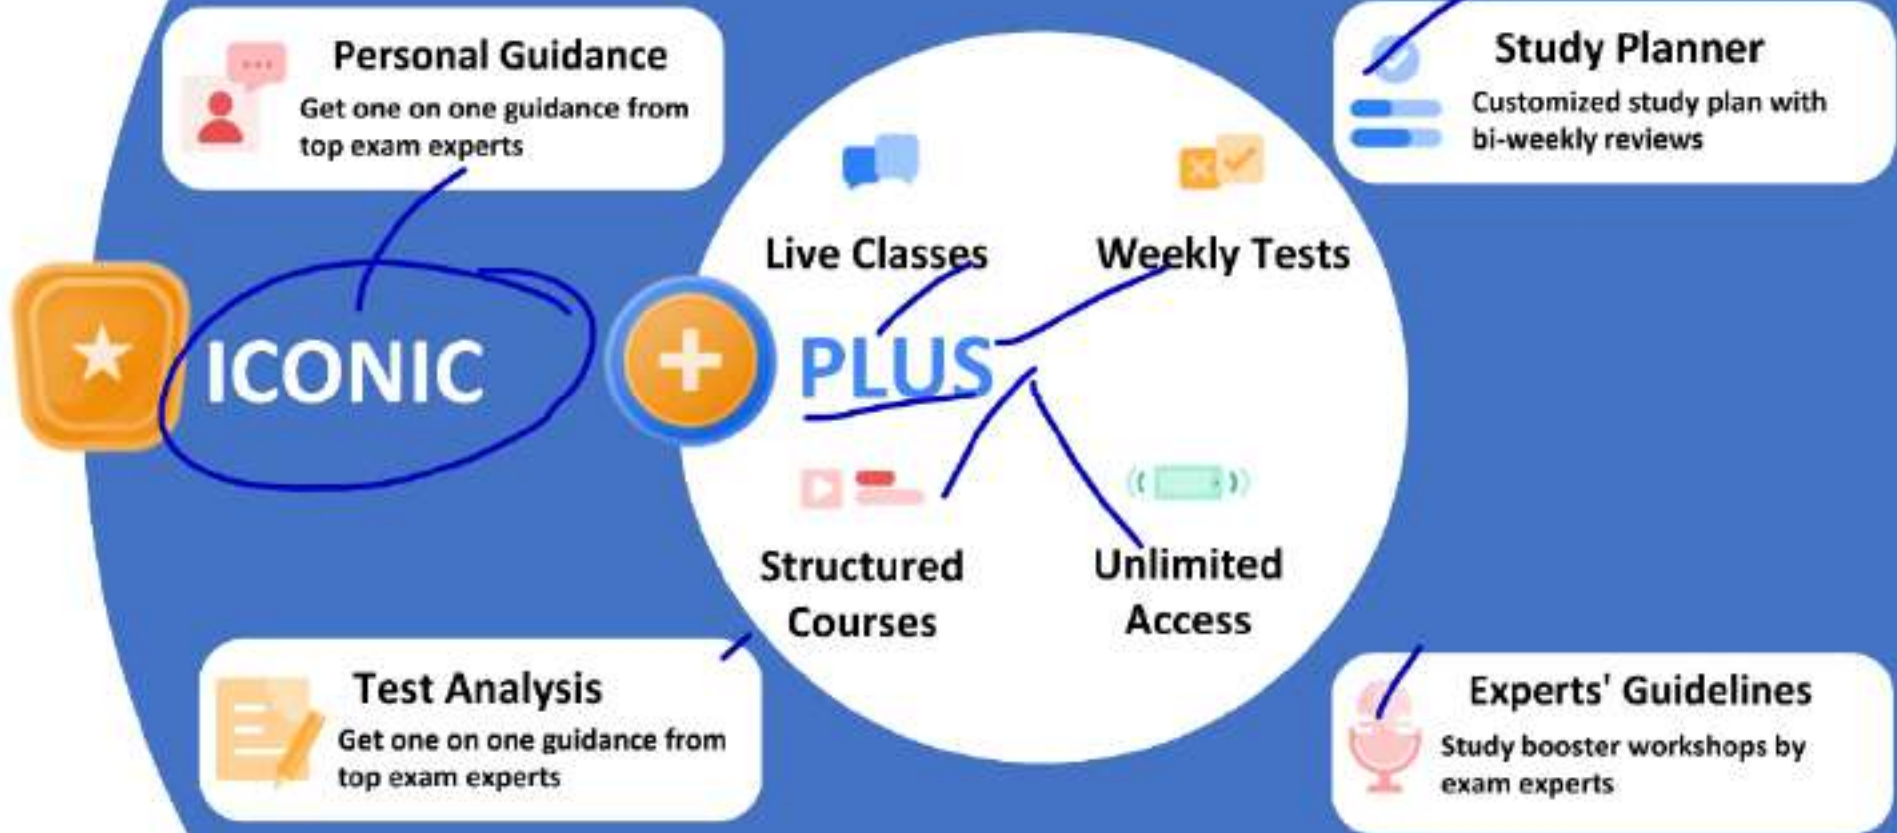 Personal Guidance
Get one on one guidance from
top exam experts
Study Planner
Customized study plan with
bi-weekly reviews
Live Classes
Weekly Tests
ICONIC
PLUS
Structured
Courses
Unlimited
Access
Test Analysis
Get one on one guidance from
top exam experts
Experts' Guidelines
Study booster workshops by
exam experts